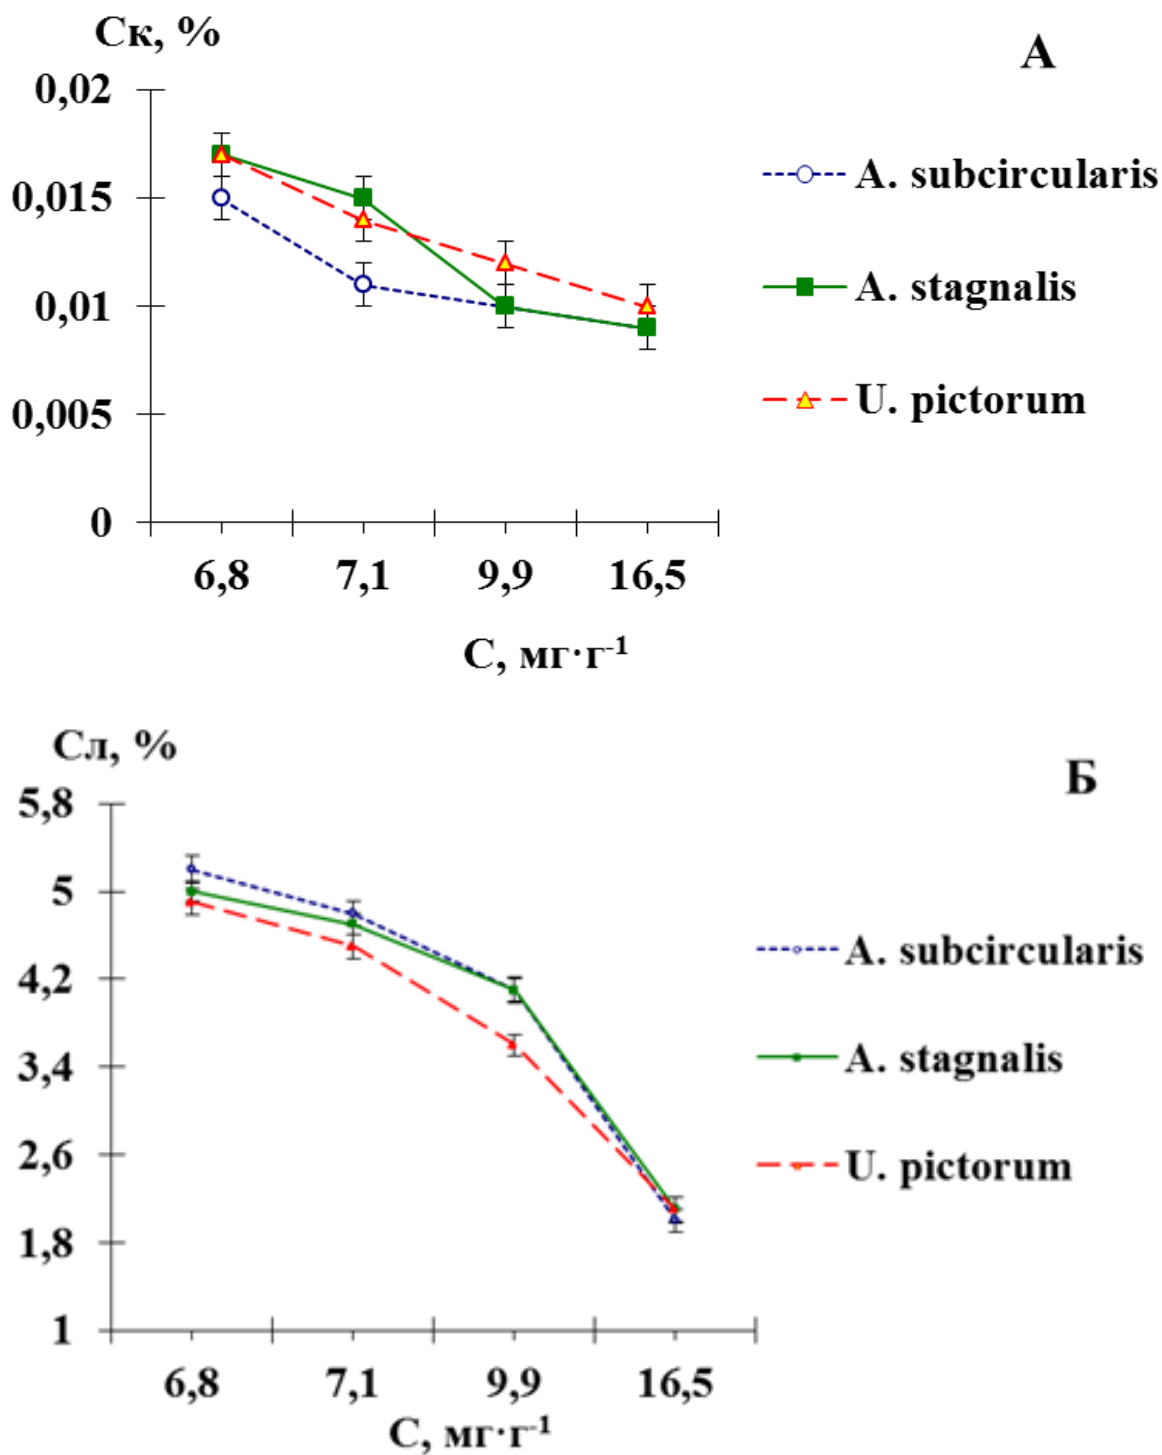 Ск, %
А
0,02
0,015
0,01
0,005
0
A. subcircularis
A. stagnalis
U. pictorum
6,8 7,1 9,9 16,5
С, мг·г-1
Сл, %
Б
5,8
5
4,2
3,4
2,6
1,8
1
A. subcircularis
A. stagnalis
U. pictorum
6,8 7,1 9,9 16,5
С, мг·г-1